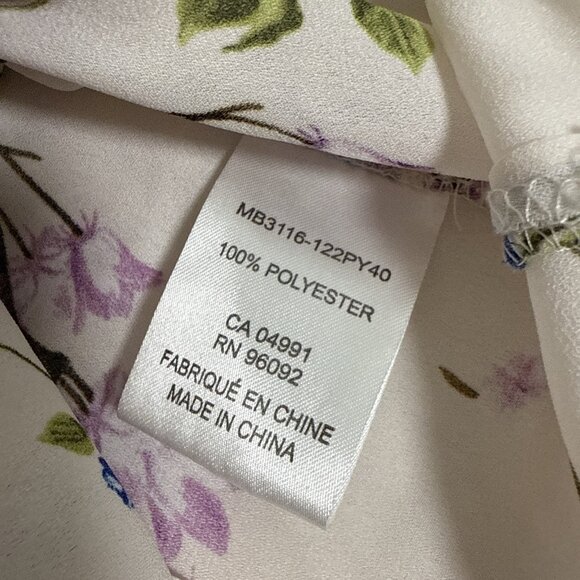 MB3116-122PY40
100% POLYESTER
CA 04991
RN 96092
FABRIQUÉ EN CHINE
MADE IN CHINA